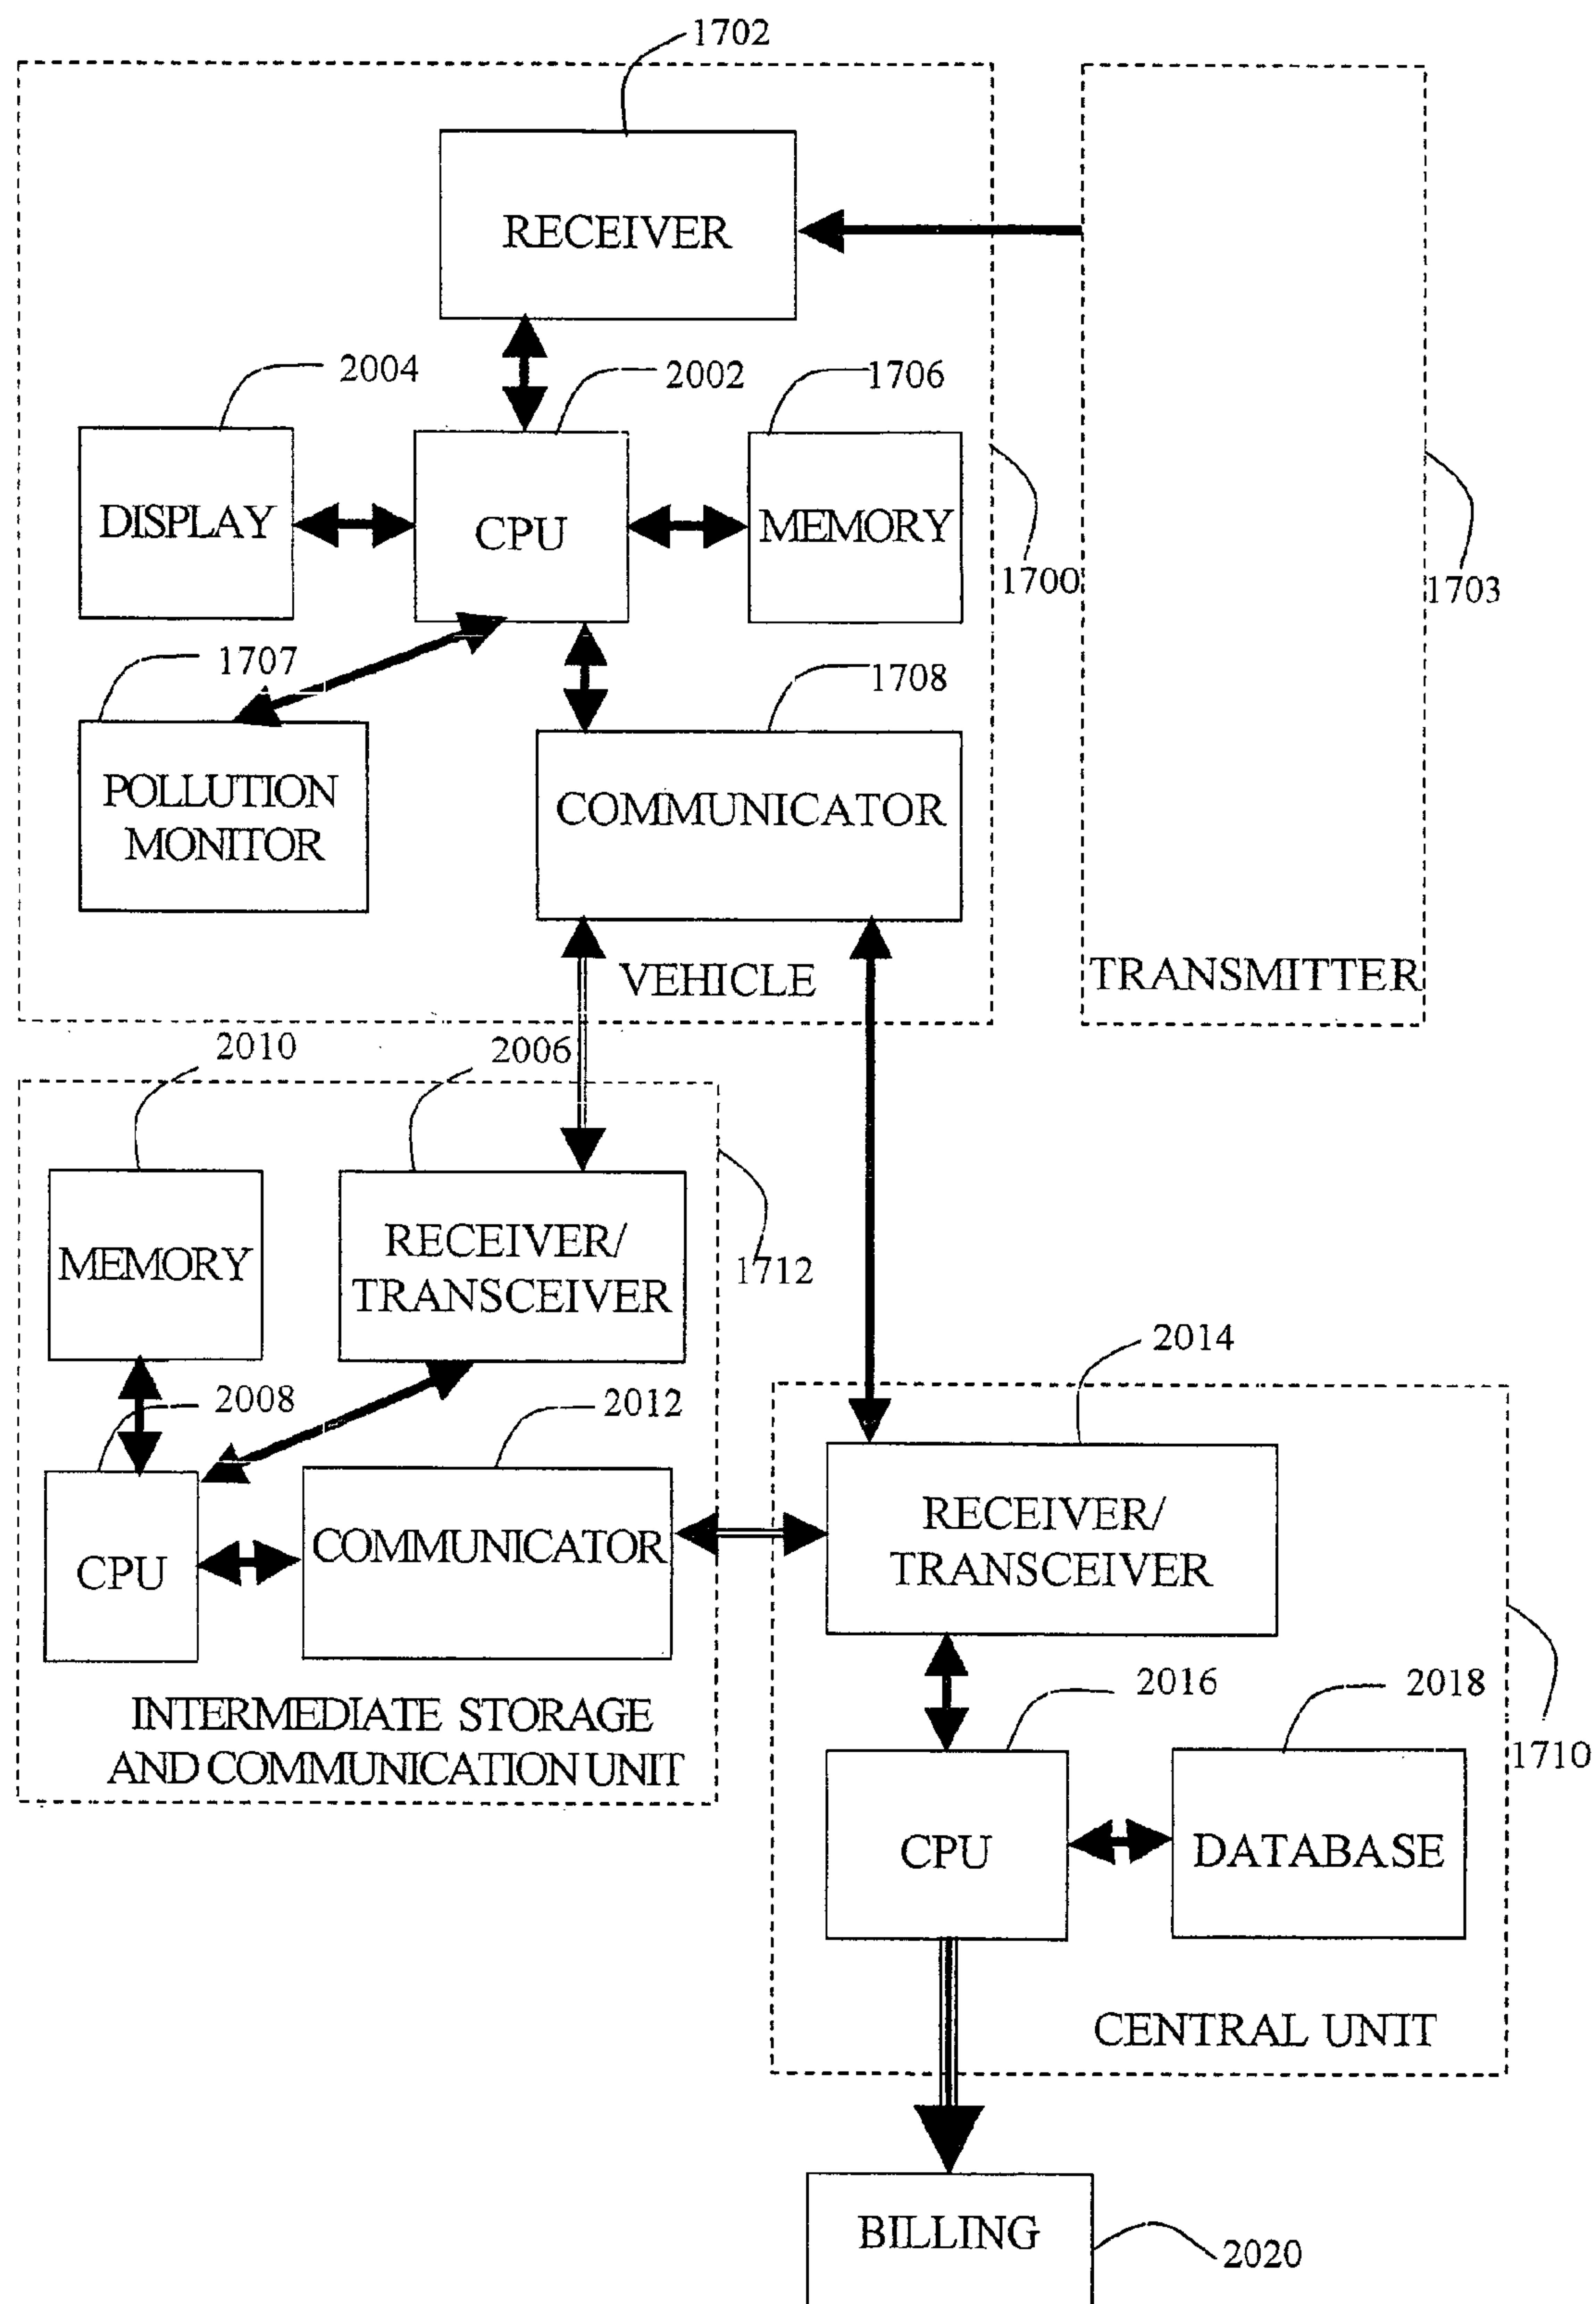 1702
RECEIVER
2004
2002
1706
DISPLAY
CPU
MEMORY
1700
1703
1707
1708
POLLUTION
MONITOR
COMMUNICATOR
VEHICLE
TRANSMITTER
2010
2006
MEMORY
RECEIVER/
TRANSCEIVER
1712
2014
2008
2012
CPU
COMMUNICATOR
RECEIVER/
TRANSCEIVER
INTERMEDIATE STORAGE
AND COMMUNICATION UNIT
2016
2018
1710
CPU
DATABASE
CENTRAL UNIT
BILLING
2020